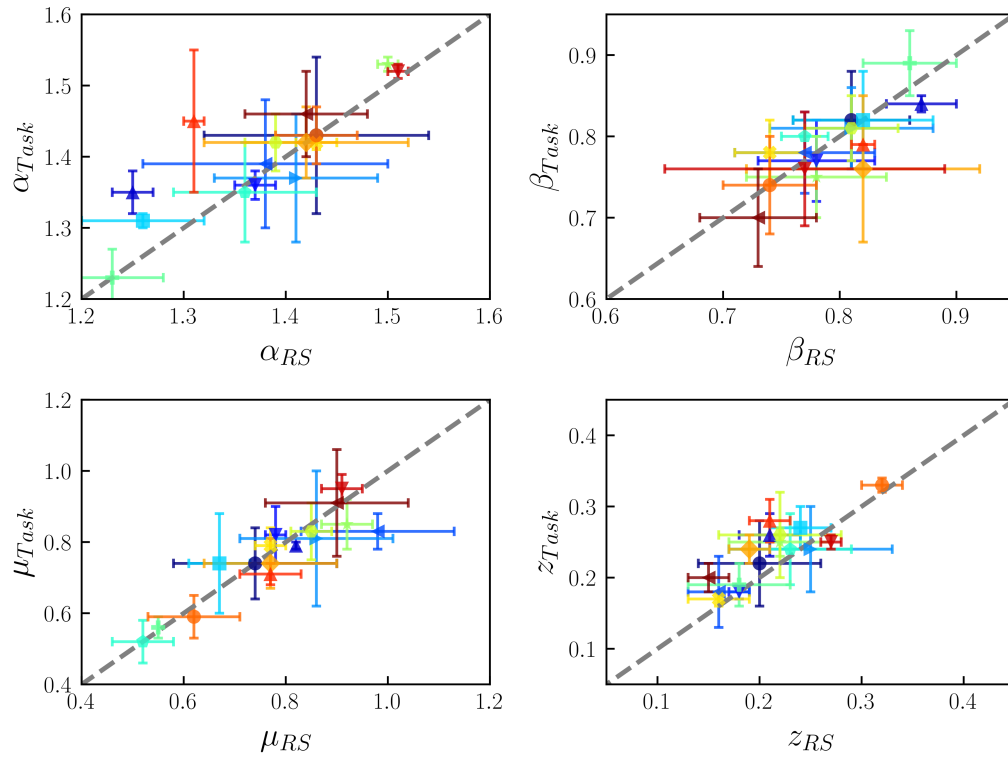 1.6
1.5
1.4
1.3
1.2
α_Task
1.2 1.3 1.4 1.5 1.6
α_RS
0.9
0.8
0.7
0.6
β_Task
0.6 0.7 0.8 0.9
β_RS
1.2
1.0
0.8
0.6
0.4
μ_Task
0.4 0.6 0.8 1.0 1.2
μ_RS
0.4
0.3
0.2
0.1
z_Task
0.1 0.2 0.3 0.4
z_RS